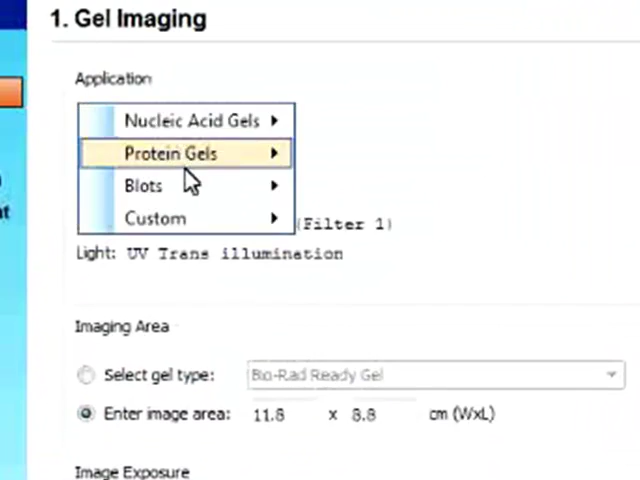 1. Gel Imaging
Application
Nucleic Acid Gels
Protein Gels
Blots
Custom
(Filter 1)
Light: UV Trans illumination
Imaging Area
Select gel type: Bio-Rad Ready Gel
Enter image area: 11.8 x 8.8 cm (WxL)
Image Exposure